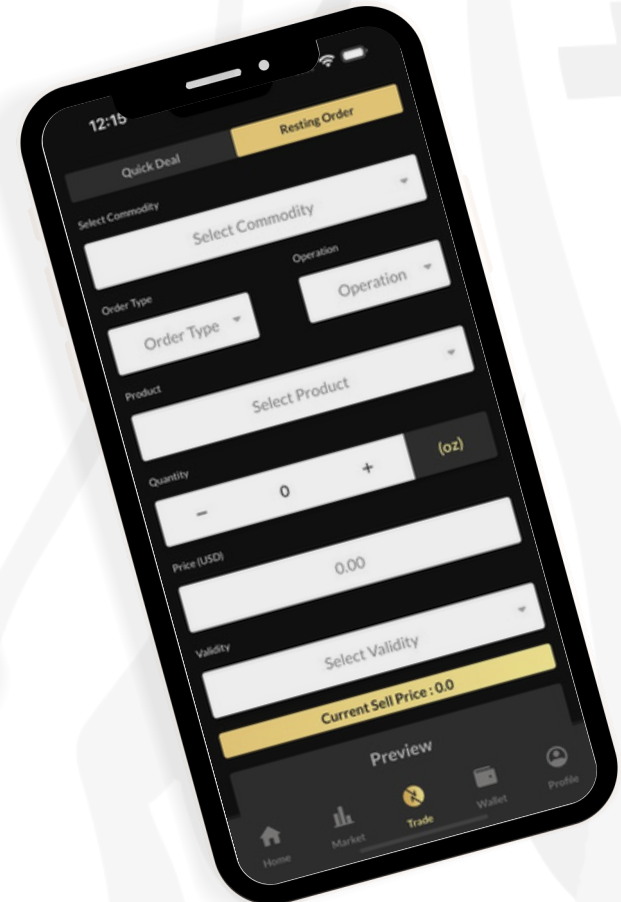 12:15
Quick Deal
Resting Order
Select Commodity
Select Commodity
Order Type
Operation
Order Type
Operation
Product
Select Product
Quantity
− 0 + (oz)
Price (USD)
0.00
Validity
Select Validity
Current Sell Price : 0.0
Preview
Home
Market
Trade
Wallet
Profile